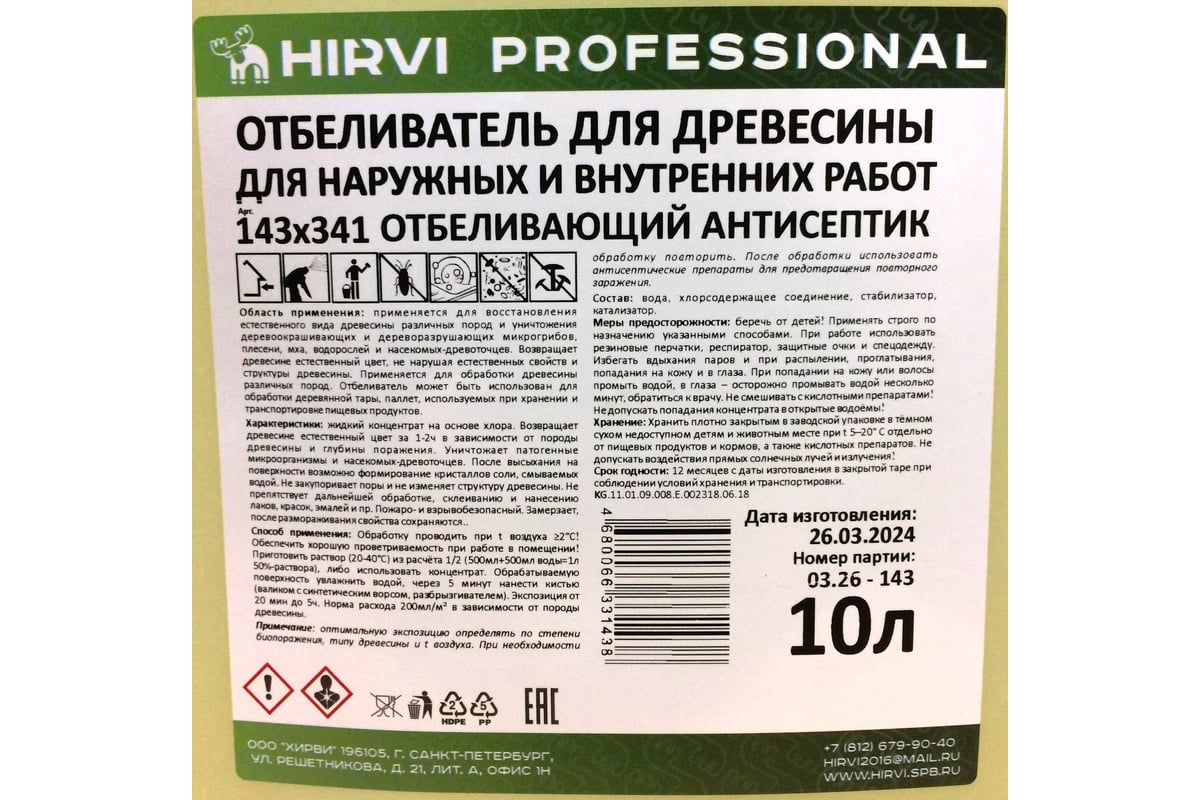 HIRVI PROFESSIONAL
ОТБЕЛИВАТЕЛЬ ДЛЯ ДРЕВЕСИНЫ
ДЛЯ НАРУЖНЫХ И ВНУТРЕННИХ РАБОТ
Арт.
143х341 ОТБЕЛИВАЮЩИЙ АНТИСЕПТИК
Область применения: применяется для восстановления
естественного вида древесины различных пород и уничтожения
деревоокрашивающих и дереворазрушающих микрогрибов,
плесени, мха, водорослей и насекомых-древоточцев. Возвращает
древесине естественный цвет, не нарушая естественных свойств и
структуры древесины. Применяется для обработки древесины
различных пород. Отбеливатель может быть использован для
обработки деревянной тары, паллет, используемых при хранении и
транспортировке пищевых продуктов.
Характеристики: жидкий концентрат на основе хлора. Возвращает
древесине естественный цвет за 1-2ч в зависимости от породы
древесины и глубины поражения. Уничтожает патогенные
микроорганизмы и насекомых-древоточцев. После высыхания на
поверхности возможно формирование кристаллов соли, смываемых
водой. Не закупоривает поры и не изменяет структуру древесины. Не
препятствует дальнейшей обработке, склеиванию и нанесению
лаков, красок, эмалей и пр. Пожаро- и взрывобезопасный. Замерзает,
после размораживания свойства сохраняются..
Способ применения: Обработку проводить при t воздуха ≥2°С!
Обеспечить хорошую проветриваемость при работе в помещении!
Приготовить раствор (20-40°С) из расчёта 1/2 (500мл+500мл воды=1л
50%-раствора), либо использовать концентрат. Обрабатываемую
поверхность увлажнить водой, через 5 минут нанести кистью
(валиком с синтетическим ворсом, разбрызгивателем). Экспозиция от
20 мин до 5ч. Норма расхода 200мл/м² в зависимости от породы
древесины.
Примечание: оптимальную экспозицию определять по степени
биопоражения, типу древесины и t воздуха. При необходимости
обработку повторить. После обработки использовать
антисептические препараты для предотвращения повторного
заражения.
Состав: вода, хлорсодержащее соединение, стабилизатор,
катализатор.
Меры предосторожности: беречь от детей! Применять строго по
назначению указанными способами. При работе использовать
резиновые перчатки, респиратор, защитные очки и спецодежду.
Избегать вдыхания паров и при распылении, проглатывания,
попадания на кожу и в глаза. При попадании на кожу или волосы
промыть водой, в глаза – осторожно промывать водой несколько
минут, обратиться к врачу. Не смешивать с кислотными препаратами!
Не допускать попадания концентрата в открытые водоёмы!
Хранение: Хранить плотно закрытым в заводской упаковке в тёмном
сухом недоступном детям и животным месте при t 5–20° С отдельно
от пищевых продуктов и кормов, а также кислотных препаратов. Не
допускать воздействия прямых солнечных лучей и излучения!
Срок годности: 12 месяцев с даты изготовления в закрытой таре при
соблюдении условий хранения и транспортировки.
KG.11.01.09.008.E.002318.06.18
4680066331438
Дата изготовления:
26.03.2024
Номер партии:
03.26 - 143
10л
2 HDPE
5 PP
EAC
ООО "ХИРВИ" 196105, Г. САНКТ-ПЕТЕРБУРГ,
УЛ. РЕШЕТНИКОВА, Д. 21, ЛИТ. А, ОФИС 1Н
+7 (812) 679-90-40
HIRVI2016@MAIL.RU
WWW.HIRVI.SPB.RU